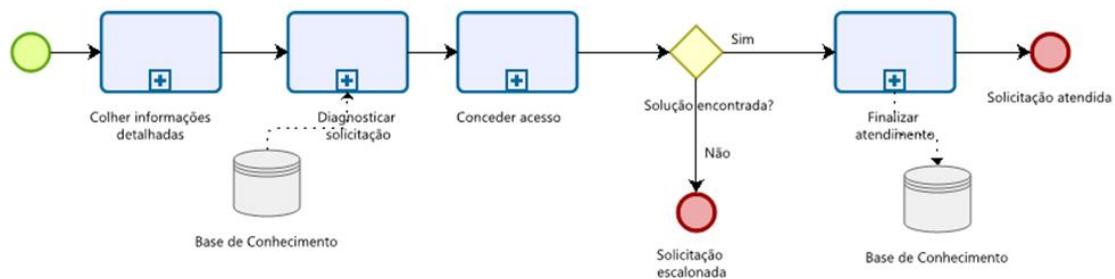 Colher informações
detalhadas
Diagnosticar
solicitação
Conceder acesso
Solução encontrada?
Sim
Não
Finalizar
atendimento
Solicitação atendida
Base de Conhecimento
Solicitação
escalonada
Base de Conhecimento